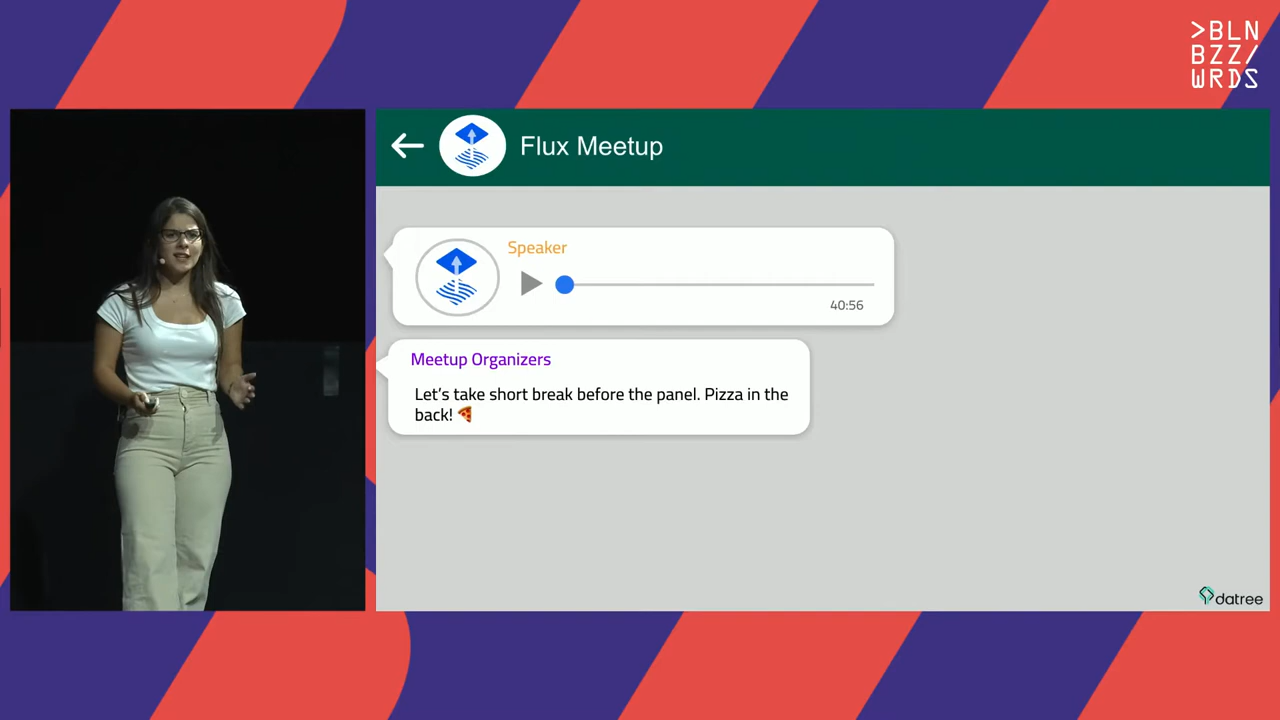 >BLN
BZZ/
WRDS
Flux Meetup
Speaker
40:56
Meetup Organizers
Let’s take short break before the panel. Pizza in the
back! 🍕
datree